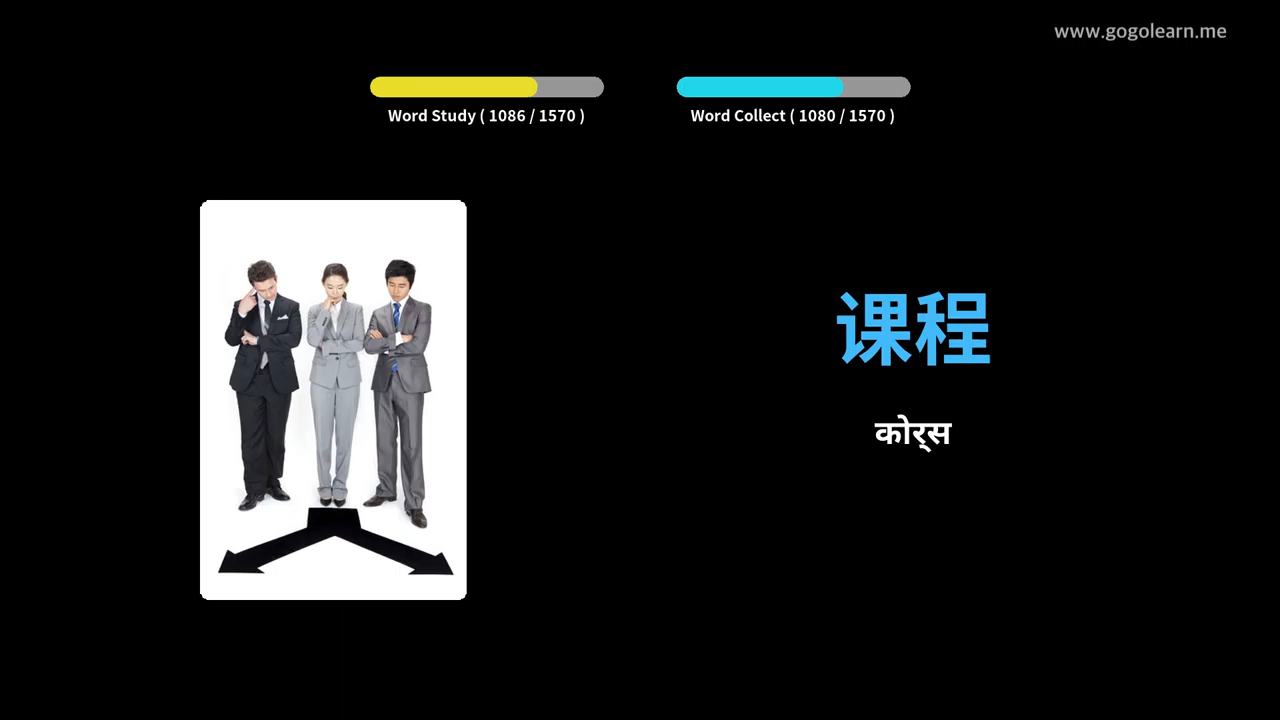 www.gogolearn.me
Word Study ( 1086 / 1570 )
Word Collect ( 1080 / 1570 )
课程
कोर्स